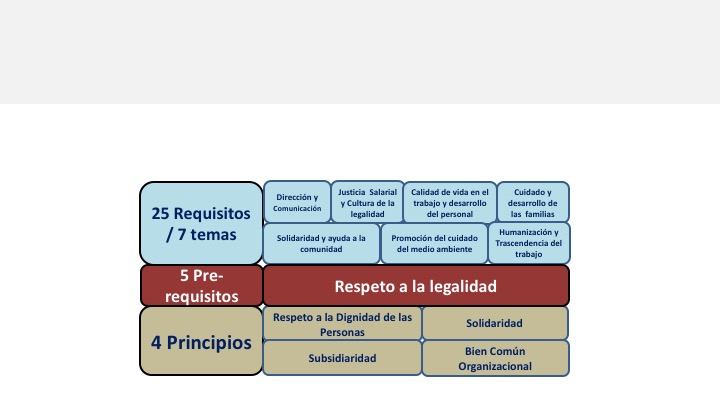 25 Requisitos
/ 7 temas
Dirección y
Comunicación
Justicia Salarial
y Cultura de la
legalidad
Calidad de vida en el
trabajo y desarrollo
del personal
Cuidado y
desarrollo de
las familias
Solidaridad y ayuda a la
comunidad
Promoción del cuidado
del medio ambiente
Humanización y
Trascendencia del
trabajo
5 Pre-
requisitos
Respeto a la legalidad
4 Principios
Respeto a la Dignidad de las
Personas
Solidaridad
Subsidiaridad
Bien Común
Organizacional